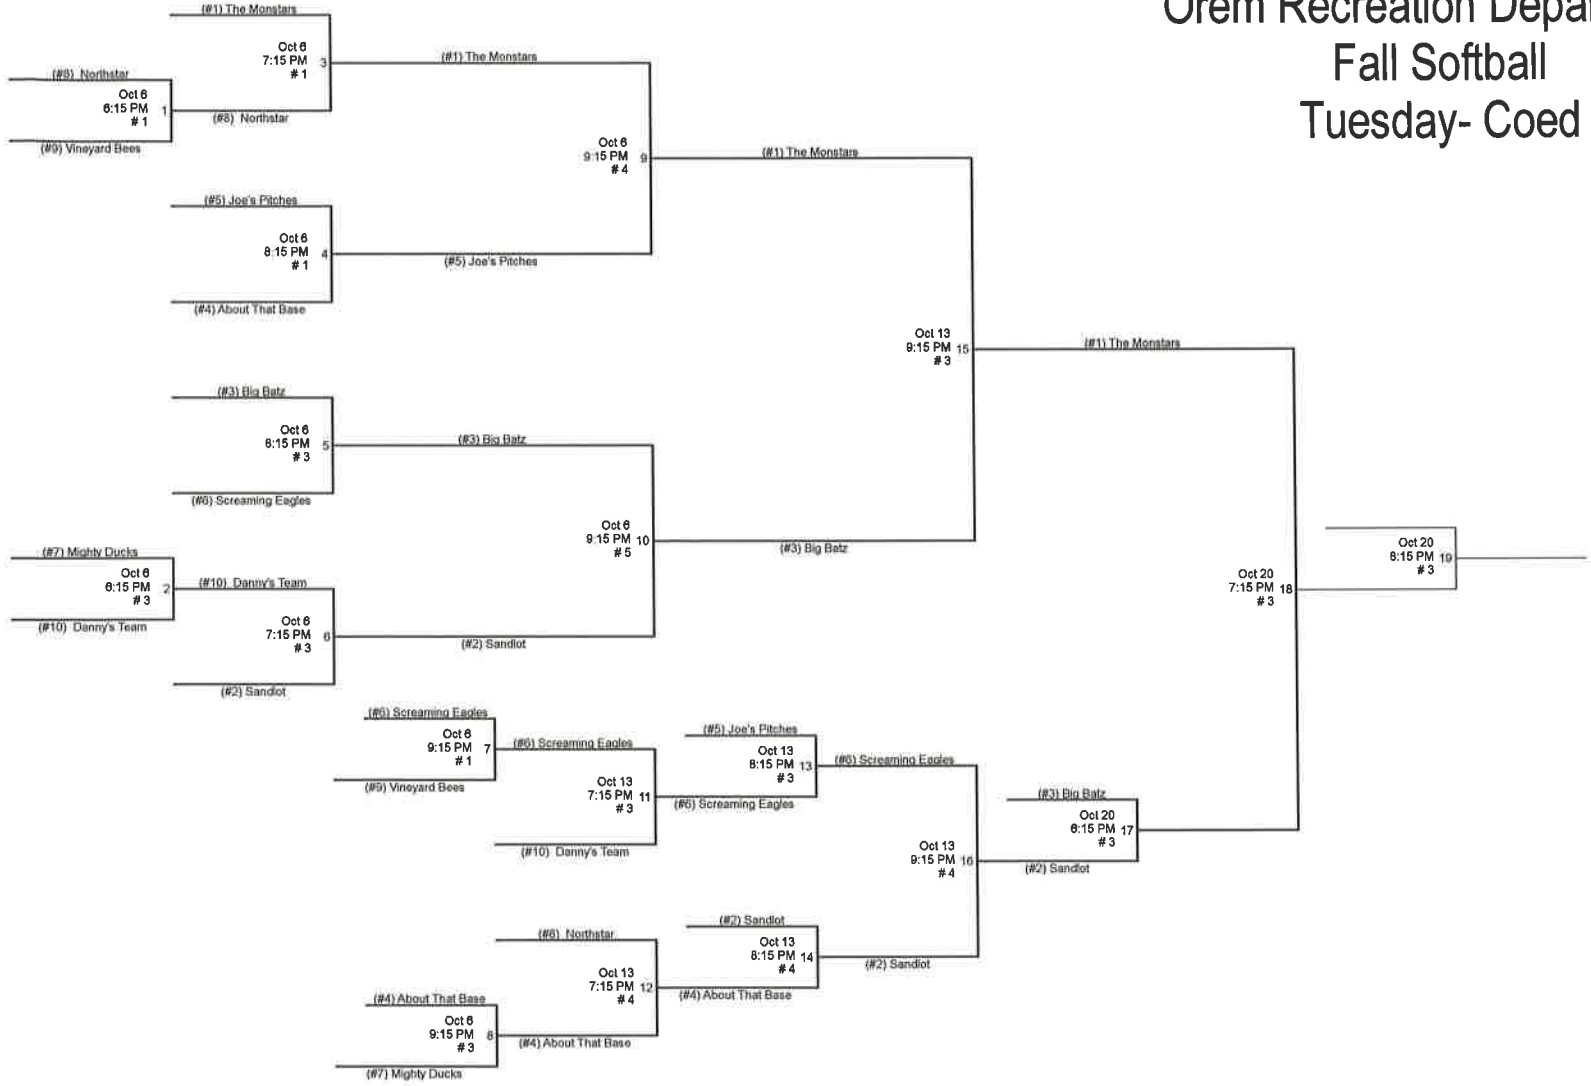 Orem Recreation Depa
Fall Softball
Tuesday- Coed
(#1) The Monstars
Oct 6
7:15 PM 3
# 1
(#1) The Monstars
(#8) Northstar
Oct 6
6:15 PM 1
# 1
(#8) Northstar
(#9) Vineyard Bees
Oct 6
9:15 PM 9
# 4
(#1) The Monstars
(#5) Joe's Pitches
Oct 6
8:15 PM 4
# 1
(#5) Joe's Pitches
(#4) About That Base
Oct 13
9:15 PM 15
# 3
(#1) The Monstars
(#3) Big Batz
Oct 6
8:15 PM 5
# 3
(#3) Big Batz
(#6) Screaming Eagles
Oct 6
9:15 PM 10
# 5
(#3) Big Batz
(#7) Mighty Ducks
Oct 6
6:15 PM 2
# 3
(#10) Danny's Team
(#10) Danny's Team
Oct 6
7:15 PM 6
# 3
(#2) Sandlot
(#2) Sandlot
Oct 20
8:15 PM 19
# 3
Oct 20
7:15 PM 18
# 3
(#6) Screaming Eagles
Oct 6
9:15 PM 7
# 1
(#6) Screaming Eagles
(#9) Vineyard Bees
Oct 13
7:15 PM 11
# 3
(#10) Danny's Team
(#5) Joe's Pitches
Oct 13
8:15 PM 13
# 3
(#6) Screaming Eagles
(#6) Screaming Eagles
(#3) Big Batz
Oct 20
6:15 PM 17
# 3
(#2) Sandlot
Oct 13
9:15 PM 16
# 4
(#2) Sandlot
Oct 13
8:15 PM 14
# 4
(#2) Sandlot
(#4) About That Base
(#6) Northstar
Oct 13
7:15 PM 12
# 4
(#4) About That Base
Oct 6
9:15 PM 8
# 3
(#4) About That Base
(#7) Mighty Ducks